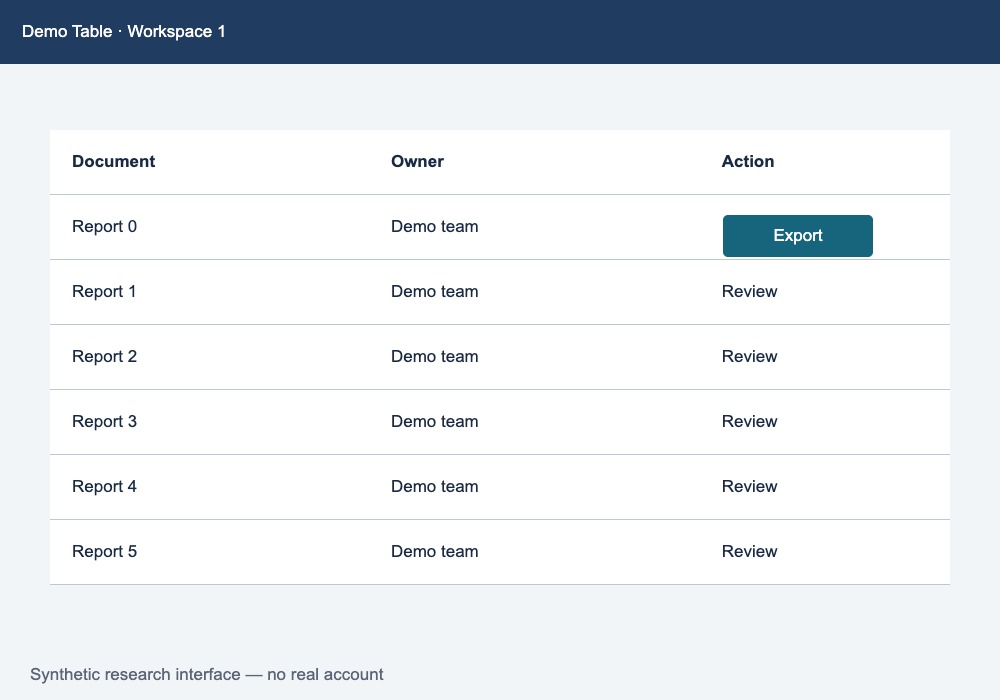 Demo Table · Workspace 1
Document Owner Action
Report 0 Demo team Export
Report 1 Demo team Review
Report 2 Demo team Review
Report 3 Demo team Review
Report 4 Demo team Review
Report 5 Demo team Review
Synthetic research interface — no real account